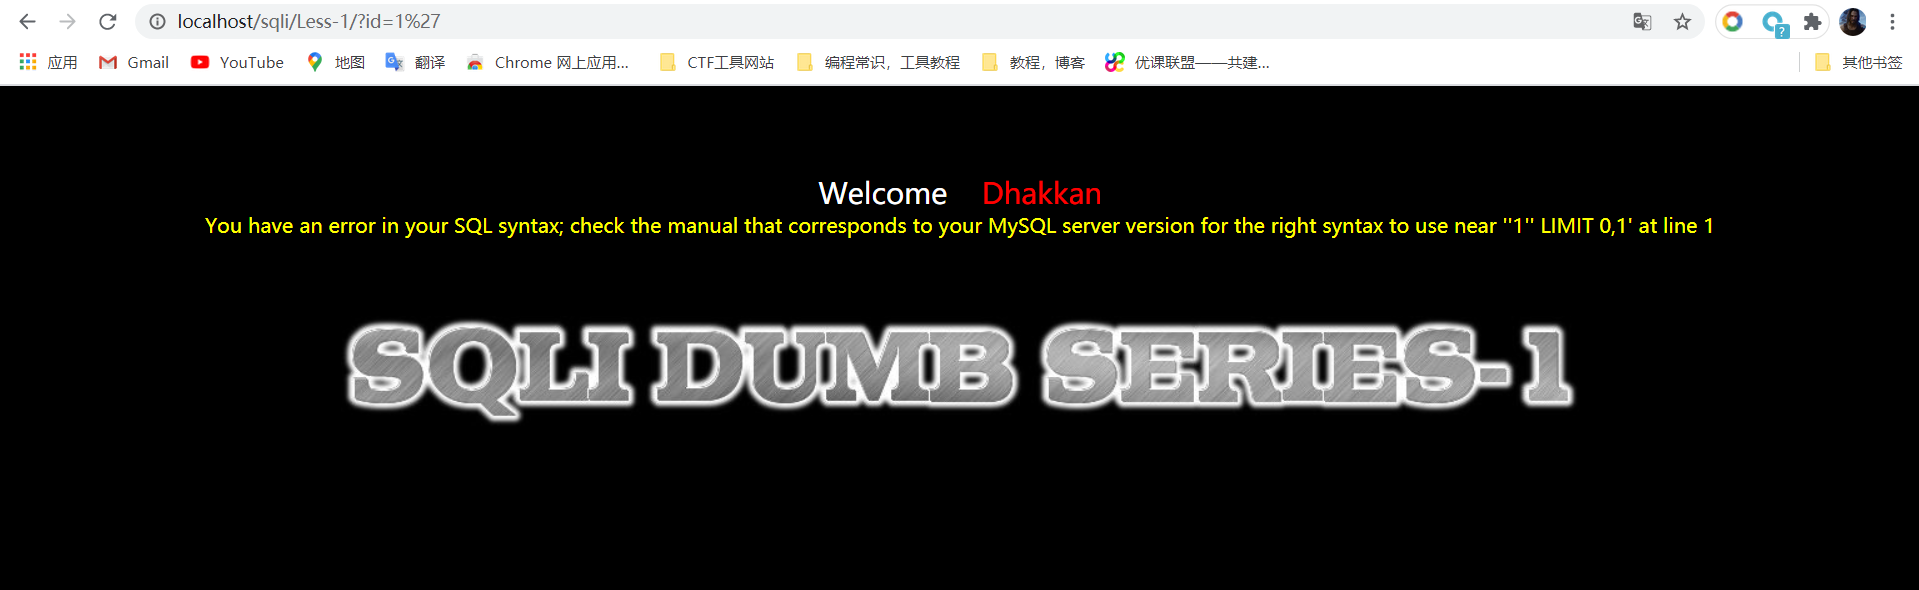 localhost/sqli/Less-1/?id=1%27
应用 Gmail YouTube 地图 翻译 Chrome 网上应用... CTF工具网站 编程常识，工具教程 教程，博客 优课联盟——共建... 其他书签
Welcome Dhakkan
You have an error in your SQL syntax; check the manual that corresponds to your MySQL server version for the right syntax to use near ''1'' LIMIT 0,1' at line 1
SQLI DUMB SERIES-1